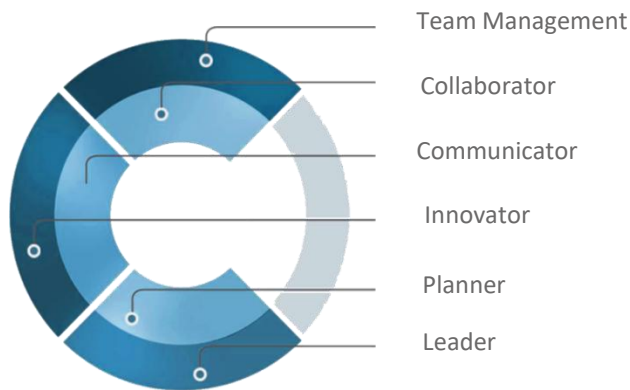 Team Management
Collaborator
Communicator
Innovator
Planner
Leader